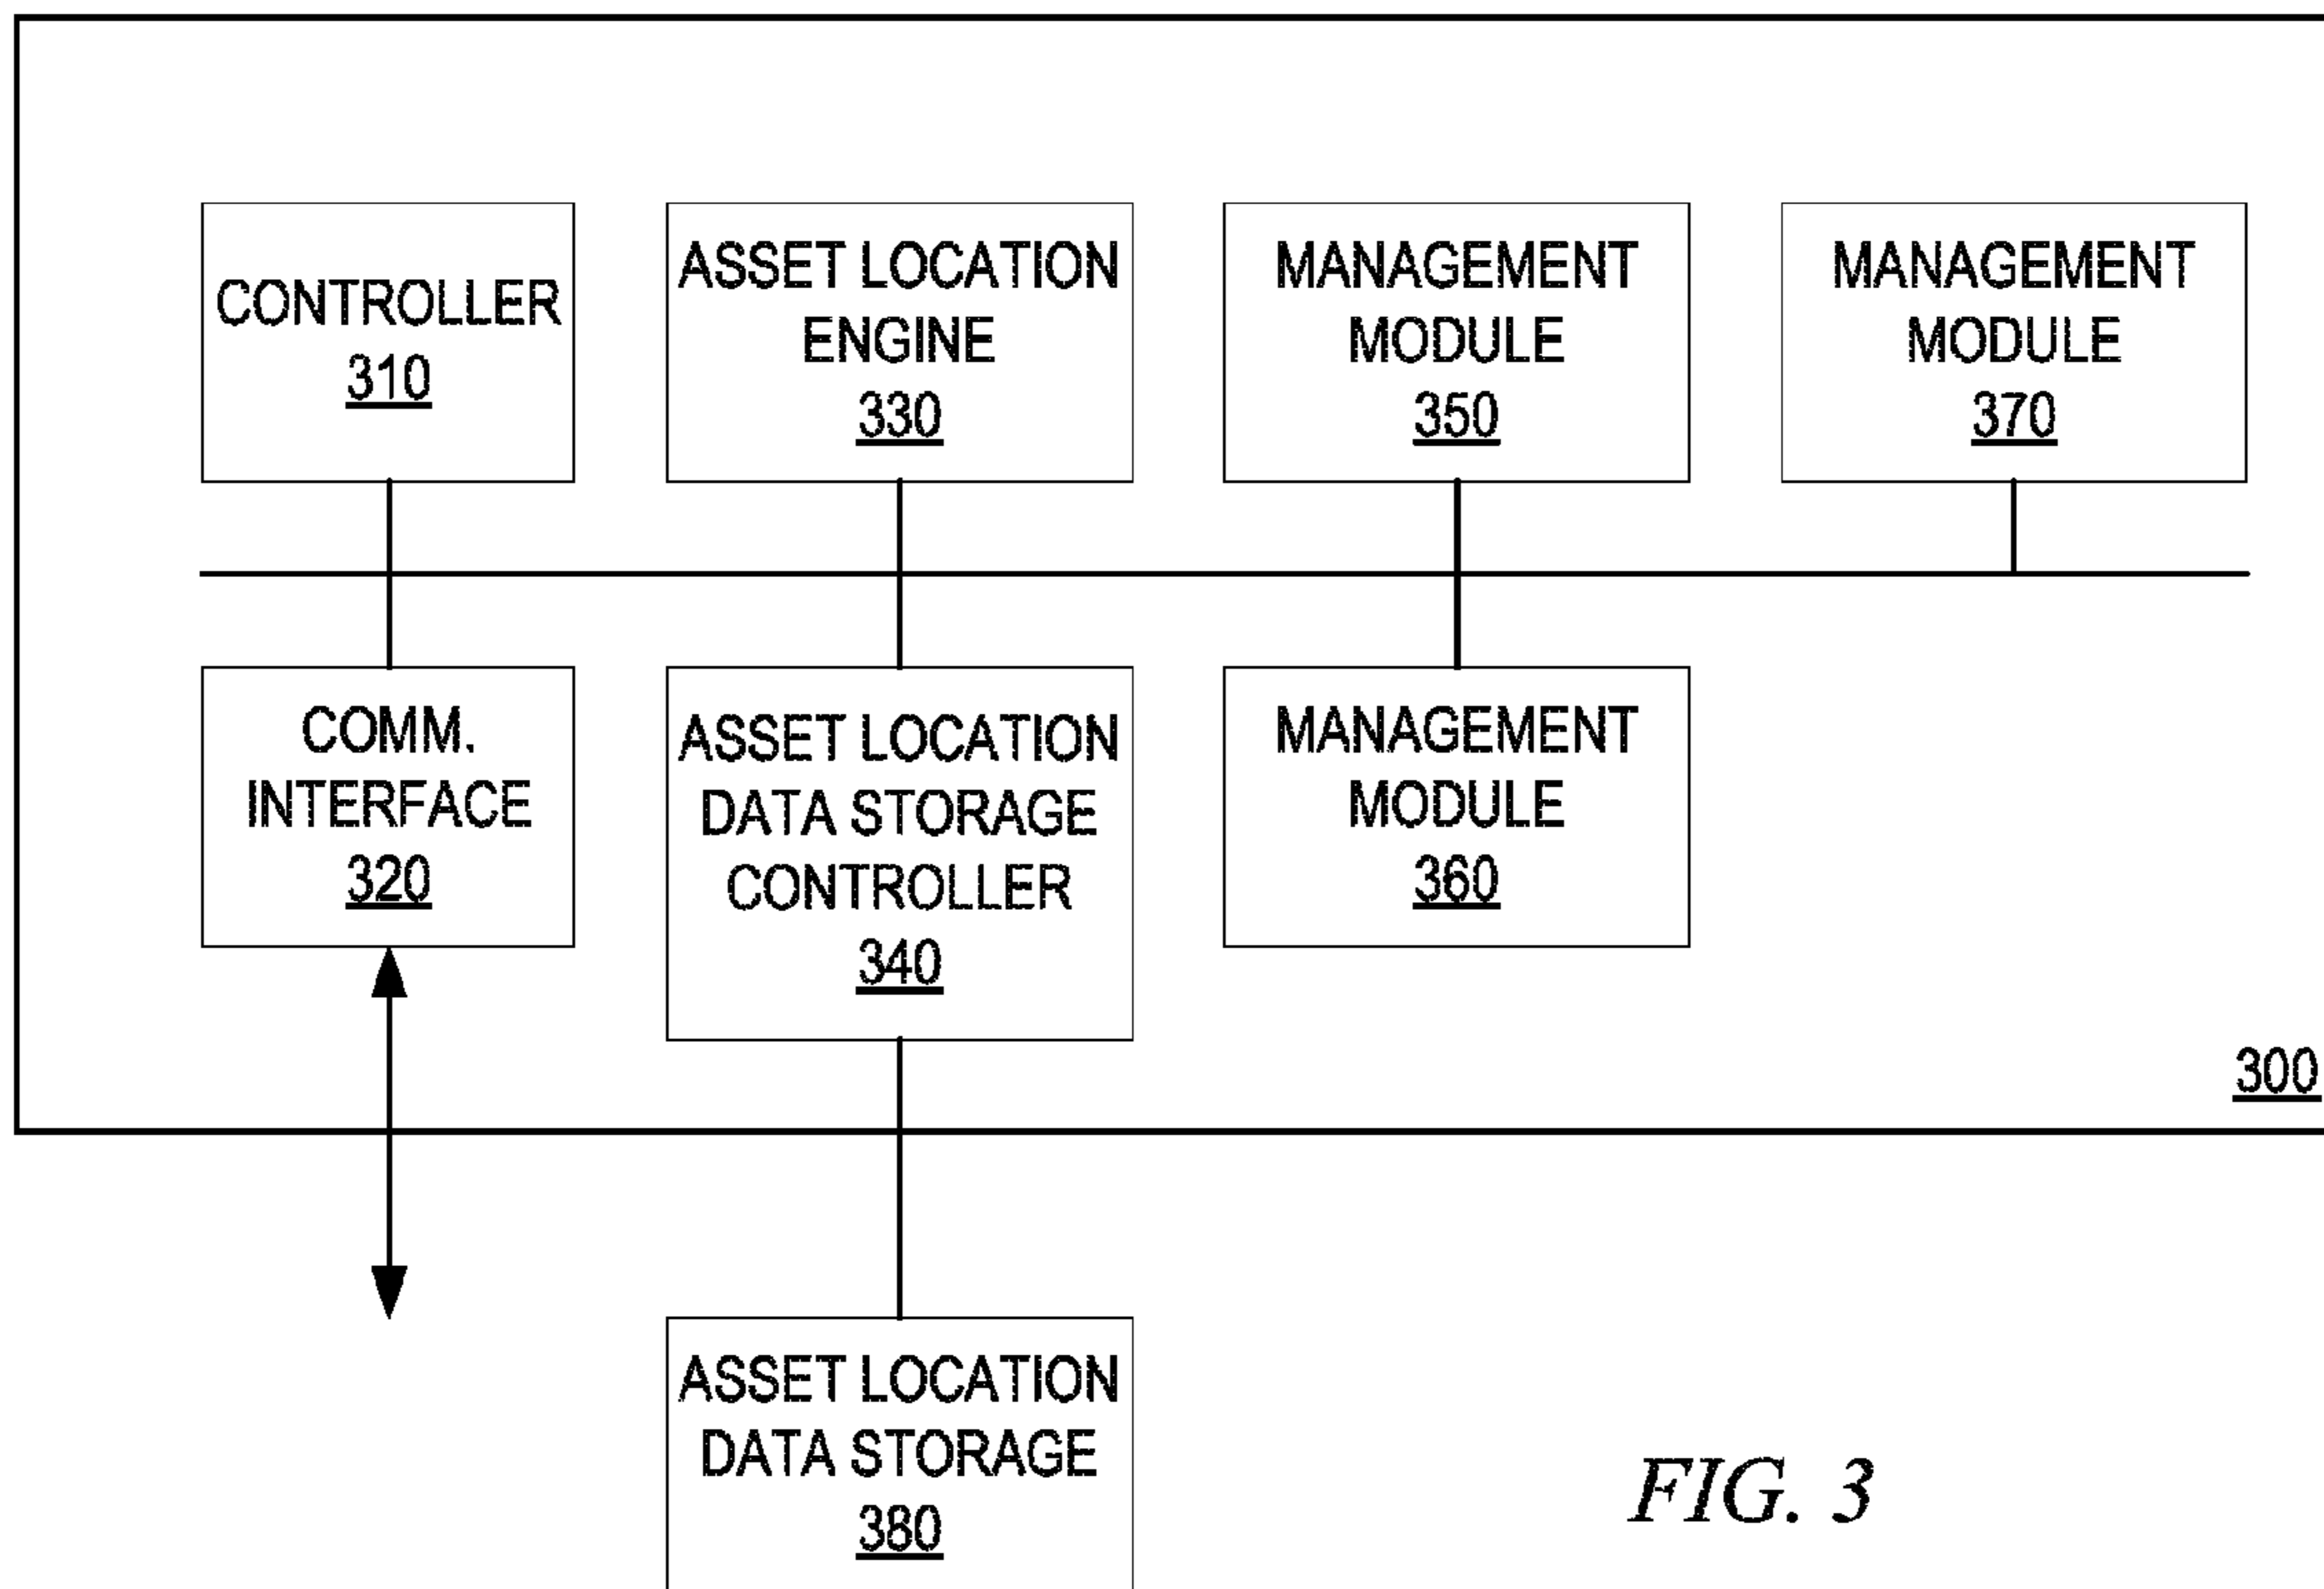 CONTROLLER
310
ASSET LOCATION
ENGINE
330
MANAGEMENT
MODULE
350
MANAGEMENT
MODULE
370
COMM.
INTERFACE
320
ASSET LOCATION
DATA STORAGE
CONTROLLER
340
MANAGEMENT
MODULE
360
300
ASSET LOCATION
DATA STORAGE
380
FIG. 3